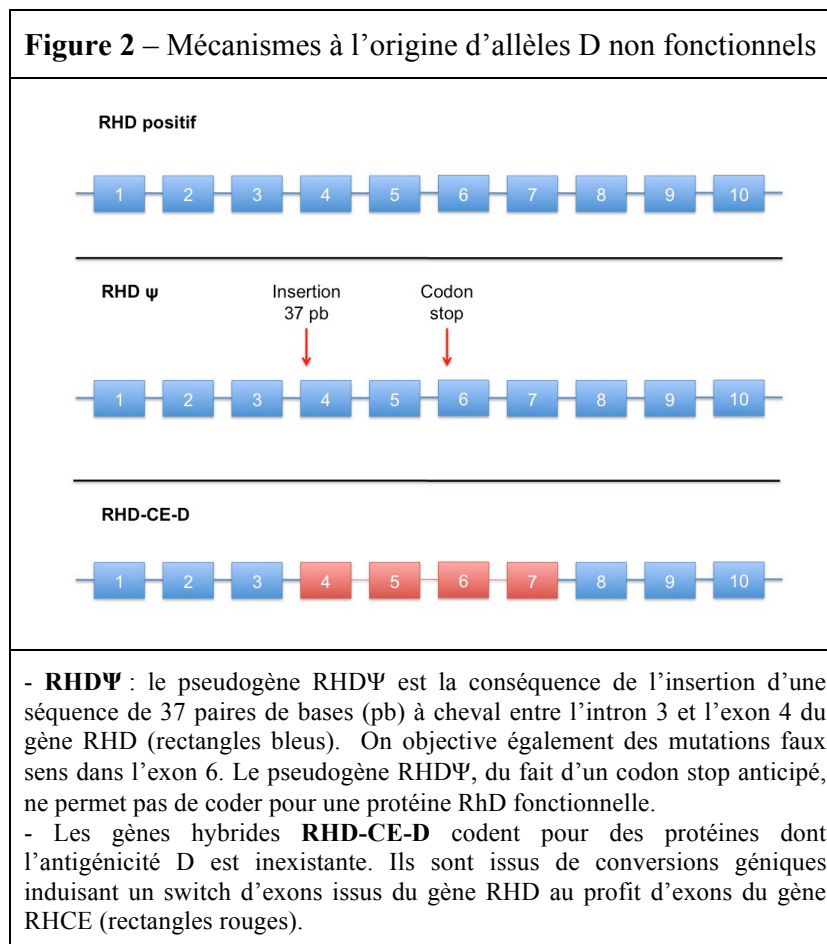 Figure 2 – Mécanismes à l’origine d’allèles D non fonctionnels
RHD positif
1 2 3 4 5 6 7 8 9 10
RHD ψ
Insertion
37 pb
Codon
stop
1 2 3 4 5 6 7 8 9 10
RHD-CE-D
1 2 3 4 5 6 7 8 9 10
- RHDΨ : le pseudogène RHDΨ est la conséquence de l’insertion d’une
séquence de 37 paires de bases (pb) à cheval entre l’intron 3 et l’exon 4 du
gène RHD (rectangles bleus). On objective également des mutations faux
sens dans l’exon 6. Le pseudogène RHDΨ, du fait d’un codon stop anticipé,
ne permet pas de coder pour une protéine RhD fonctionnelle.
- Les gènes hybrides RHD-CE-D codent pour des protéines dont
l’antigénicité D est inexistante. Ils sont issus de conversions géniques
induisant un switch d’exons issus du gène RHD au profit d’exons du gène
RHCE (rectangles rouges).